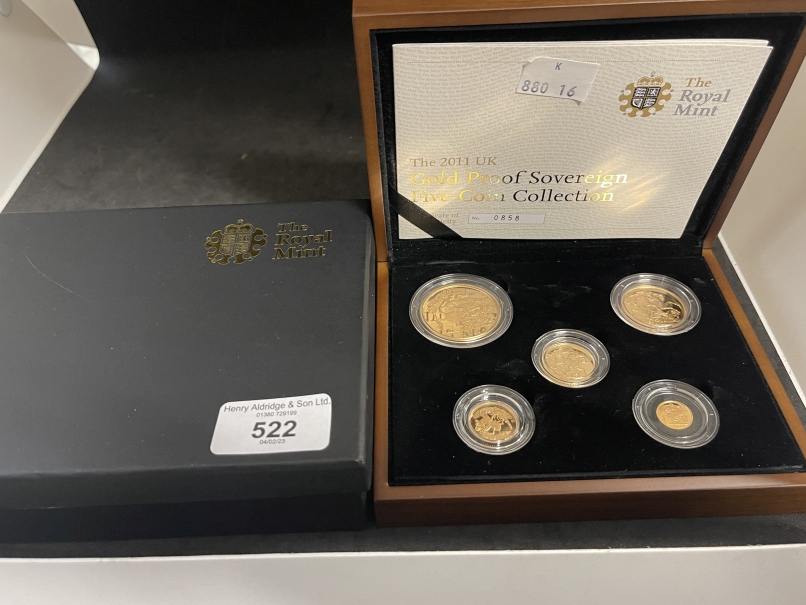 The
Royal
Mint
Henry Aldridge & Son Ltd.
01380 729199
522
04/02/23
K
880 16
The
Royal
Mint
The 2011 UK
Gold Proof Sovereign
Five-Coin Collection
No. 0858